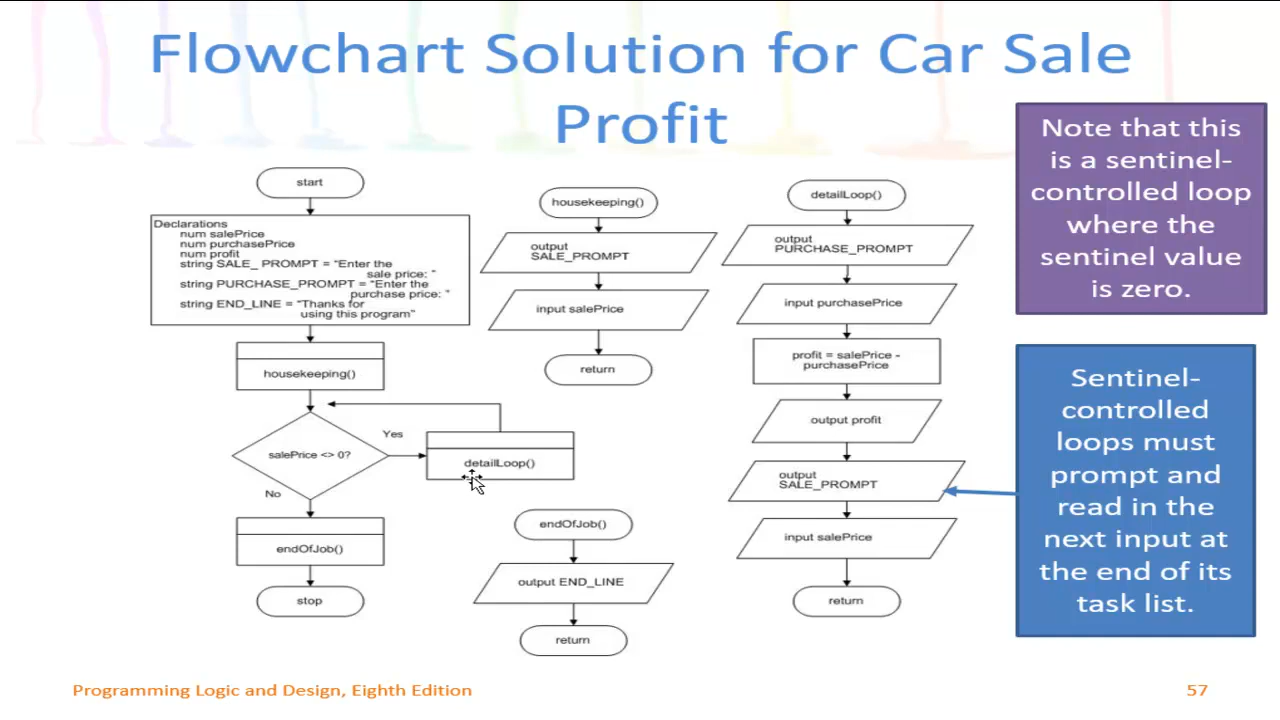 Flowchart Solution for Car Sale
Profit
Note that this
is a sentinel-
controlled loop
where the
sentinel value
is zero.
Sentinel-
controlled
loops must
prompt and
read in the
next input at
the end of its
task list.
start
Declarations
num salePrice
num purchasePrice
num profit
string SALE_ PROMPT = “Enter the
sale price: ”
string PURCHASE_PROMPT = “Enter the
purchase price: ”
string END_LINE = “Thanks for
using this program”
housekeeping()
salePrice <> 0?
Yes
detailLoop()
No
endOfJob()
stop
housekeeping()
output
SALE_PROMPT
input salePrice
return
endOfJob()
output END_LINE
return
detailLoop()
output
PURCHASE_PROMPT
input purchasePrice
profit = salePrice -
purchasePrice
output profit
output
SALE_PROMPT
input salePrice
return
Programming Logic and Design, Eighth Edition
57